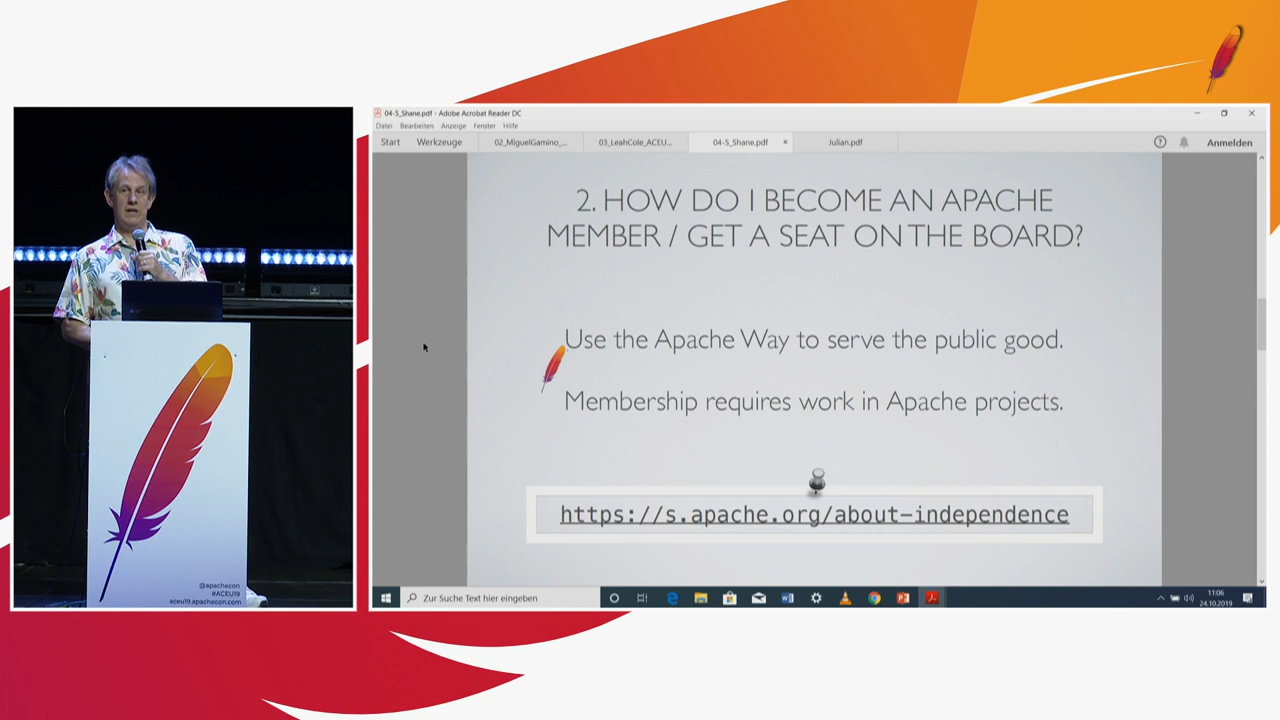 04-5_Shane.pdf - Adobe Acrobat Reader DC
Datei Bearbeiten Anzeige Fenster Hilfe
Start Werkzeuge 02_MiguelGamino_... 03_LeahCole_ACEU... 04-5_Shane.pdf × Julian.pdf Anmelden
2. HOW DO I BECOME AN APACHE
MEMBER / GET A SEAT ON THE BOARD?
Use the Apache Way to serve the public good.
Membership requires work in Apache projects.
https://s.apache.org/about-independence
@apachecon
#ACEU19
aceu19.apachecon.com
Zur Suche Text hier eingeben
11:06
24.10.2019